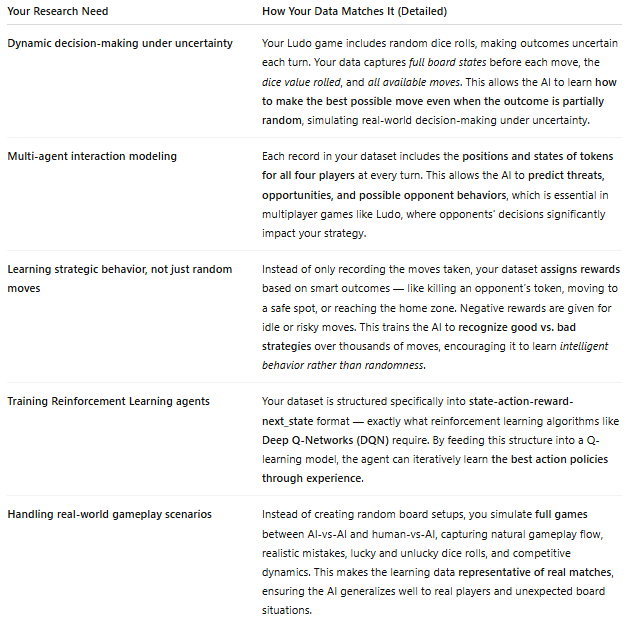 Your Research Need How Your Data Matches It (Detailed)
Dynamic decision-making under uncertainty
Your Ludo game includes random dice rolls, making outcomes uncertain
each turn. Your data captures full board states before each move, the
dice value rolled, and all available moves. This allows the AI to learn how
to make the best possible move even when the outcome is partially
random, simulating real-world decision-making under uncertainty.
Multi-agent interaction modeling
Each record in your dataset includes the positions and states of tokens
for all four players at every turn. This allows the AI to predict threats,
opportunities, and possible opponent behaviors, which is essential in
multiplayer games like Ludo, where opponents' decisions significantly
impact your strategy.
Learning strategic behavior, not just random
moves
Instead of only recording the moves taken, your dataset assigns rewards
based on smart outcomes — like killing an opponent's token, moving to
a safe spot, or reaching the home zone. Negative rewards are given for
idle or risky moves. This trains the AI to recognize good vs. bad
strategies over thousands of moves, encouraging it to learn intelligent
behavior rather than randomness.
Training Reinforcement Learning agents
Your dataset is structured specifically into state-action-reward-
next_state format — exactly what reinforcement learning algorithms like
Deep Q-Networks (DQN) require. By feeding this structure into a Q-
learning model, the agent can iteratively learn the best action policies
through experience.
Handling real-world gameplay scenarios
Instead of creating random board setups, you simulate full games
between AI-vs-AI and human-vs-AI, capturing natural gameplay flow,
realistic mistakes, lucky and unlucky dice rolls, and competitive
dynamics. This makes the learning data representative of real matches,
ensuring the AI generalizes well to real players and unexpected board
situations.